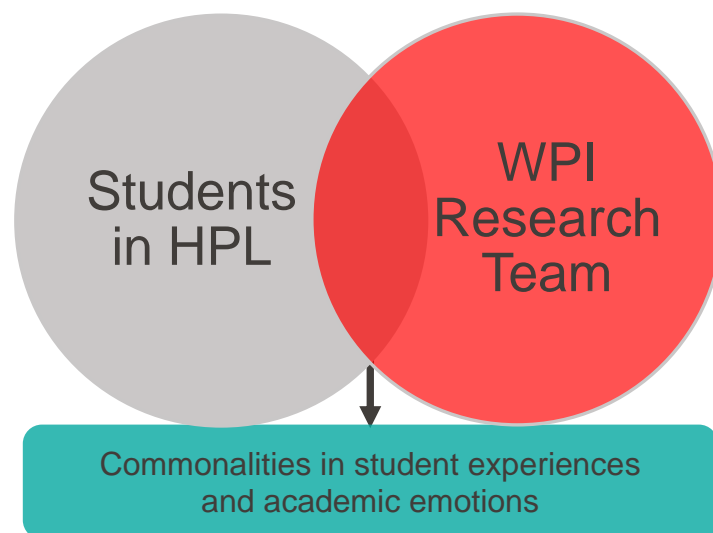 Students
in HPL
WPI
Research
Team
Commonalities in student experiences
and academic emotions